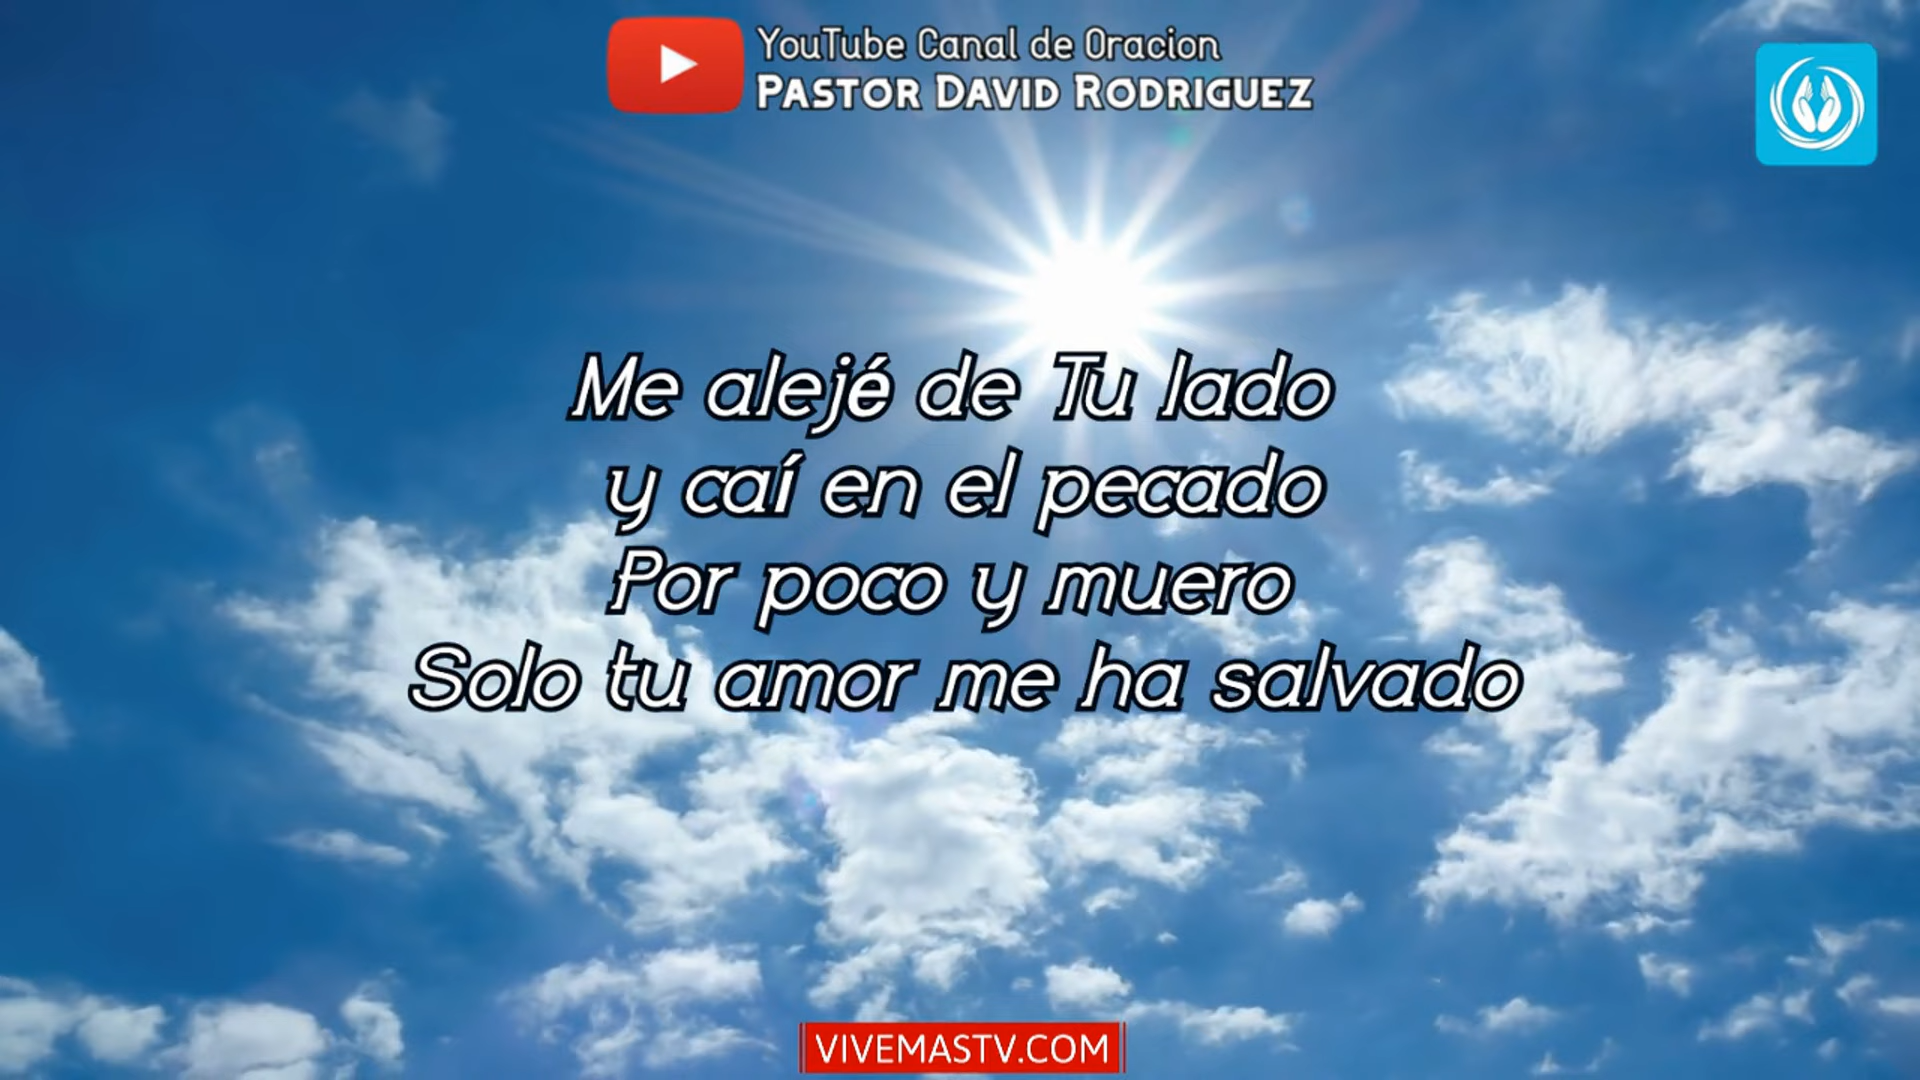 YouTube Canal de Oracion
PASTOR DAVID RODRIGUEZ
Me alejé de Tu lado
y caí en el pecado
Por poco y muero
Solo tu amor me ha salvado
VIVEMASTV.COM